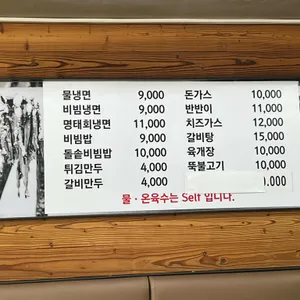 물냉면 9,000
비빔냉면 9,000
명태회냉면 11,000
비빔밥 9,000
돌솥비빔밥 10,000
튀김만두 4,000
갈비만두 4,000
돈가스 10,000
반반이 11,000
치즈가스 12,000
갈비탕 15,000
육개장 10,000
뚝불고기 10,000
0.000
물·온육수는 Self 입니다.